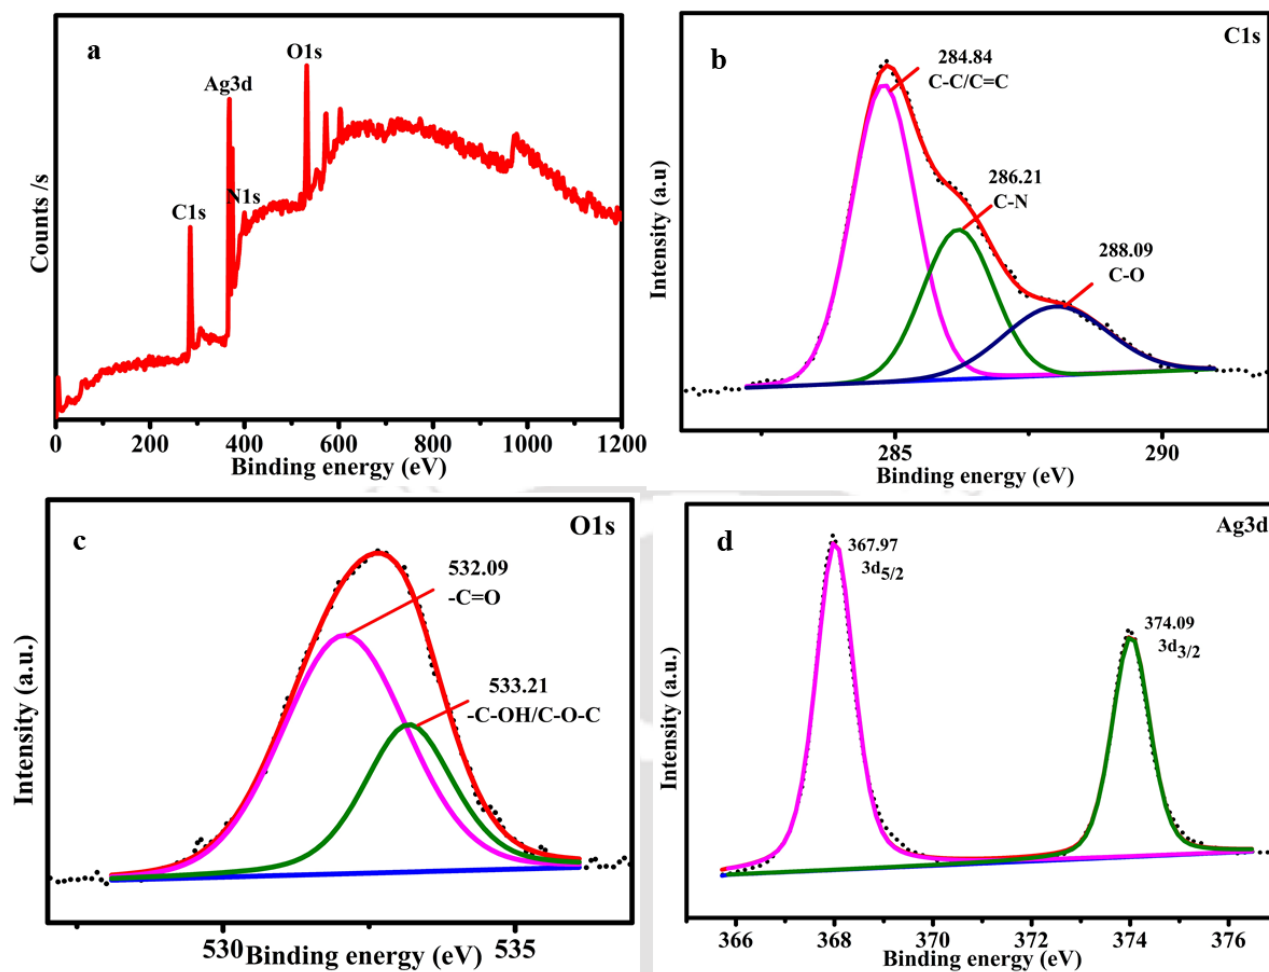 a
O1s
Ag3d
N1s
C1s
Counts /s
0 200 400 600 800 1000 1200
Binding energy (eV)
b
C1s
284.84
C-C/C=C
286.21
C-N
288.09
C-O
Intensity (a.u)
285 290
Binding energy (eV)
c
O1s
532.09
-C=O
533.21
-C-OH/C-O-C
Intensity (a.u.)
530 535
Binding energy (eV)
d
Ag3d
367.97
3d5/2
374.09
3d3/2
Intensity (a.u.)
366 368 370 372 374 376
Binding energy (eV)